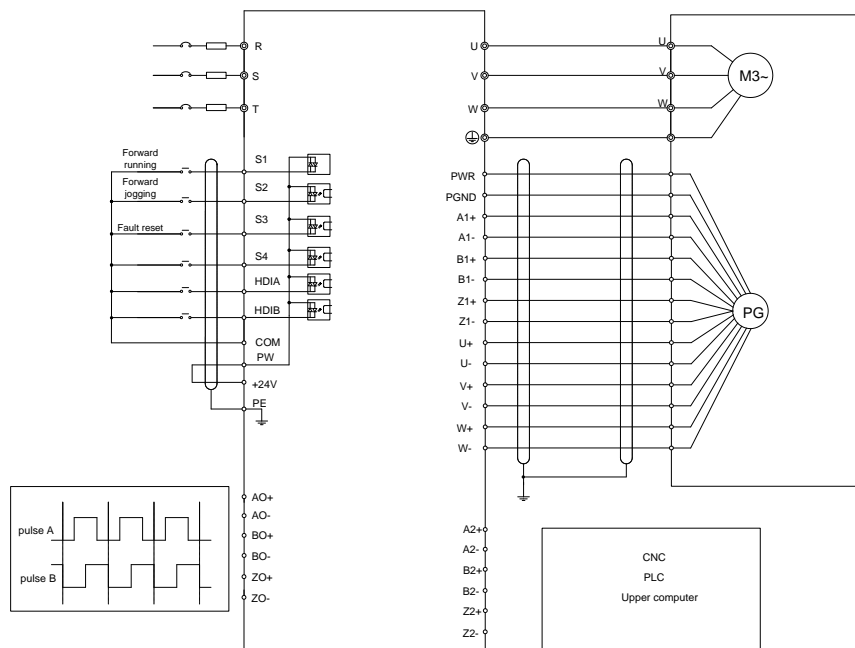 R
S
T
Forward
running
Forward
jogging
Fault reset
S1
S2
S3
S4
HDIA
HDIB
COM
PW
+24V
PE
pulse A
pulse B
AO+
AO-
BO+
BO-
ZO+
ZO-
U
V
W
U
V
W
M3~
PWR
PGND
A1+
A1-
B1+
B1-
Z1+
Z1-
U+
U-
V+
V-
W+
W-
PG
A2+
A2-
B2+
B2-
Z2+
Z2-
CNC
PLC
Upper computer